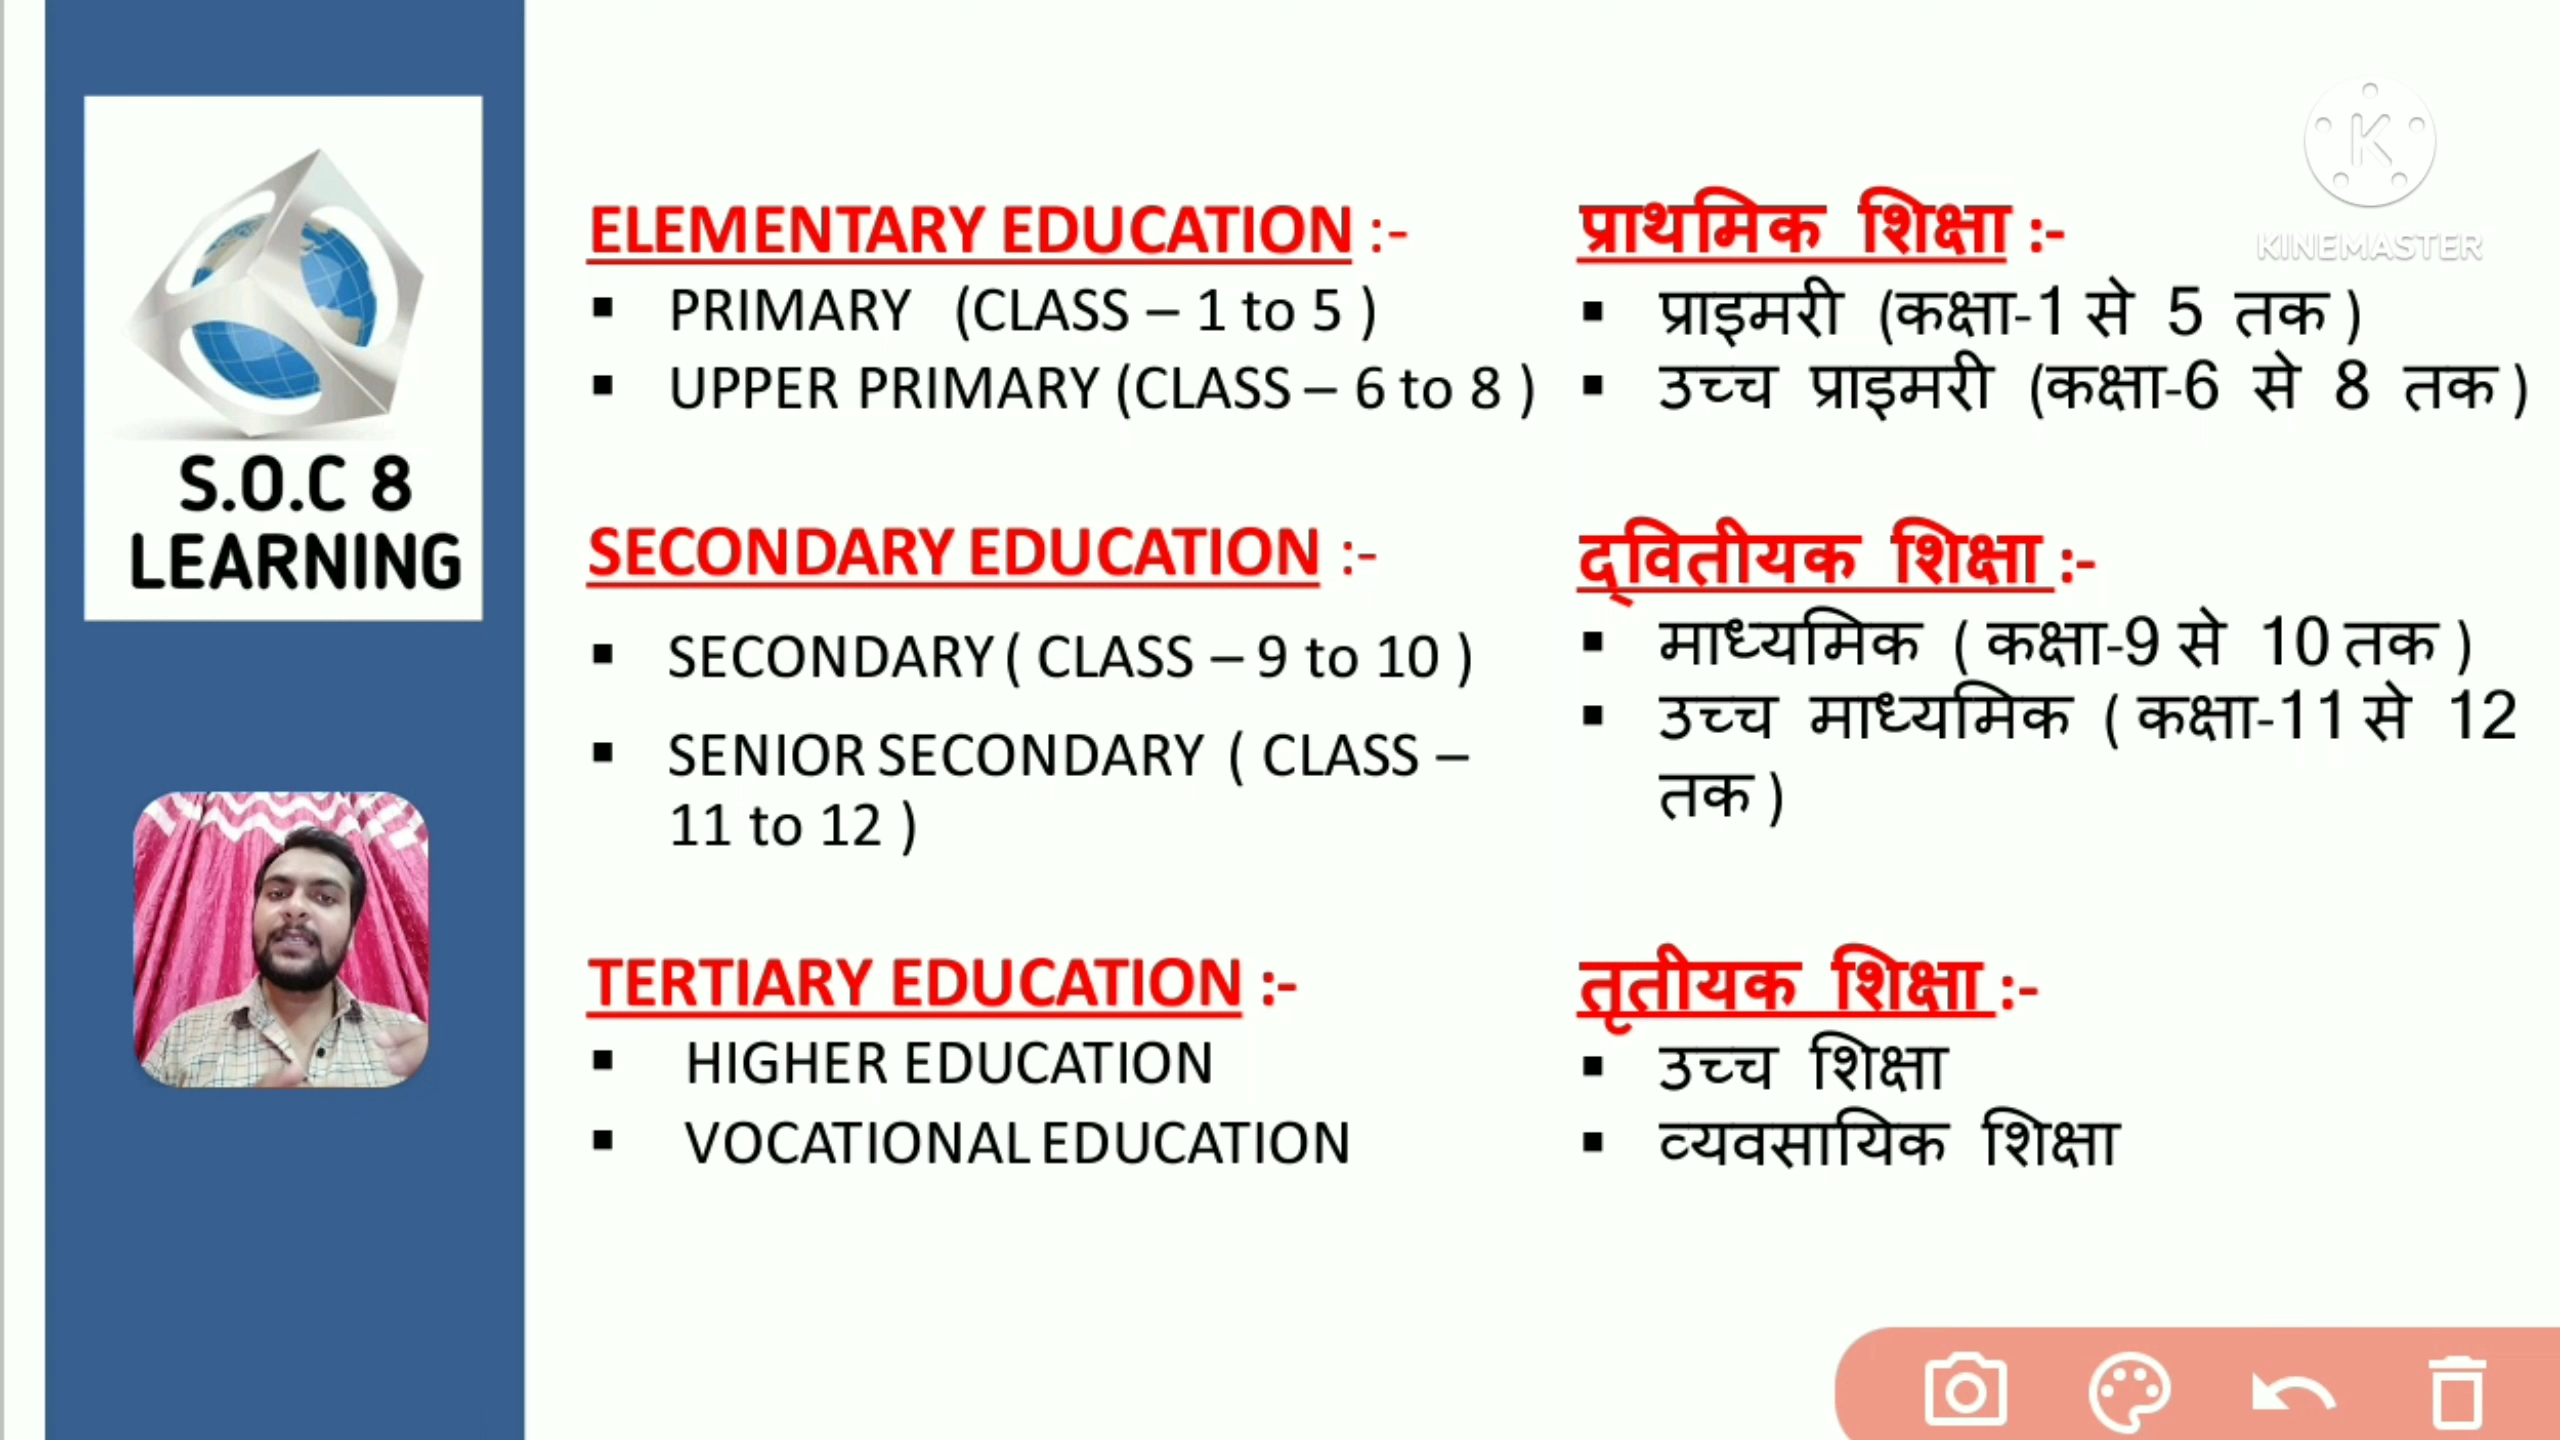 S.O.C 8
LEARNING
ELEMENTARY EDUCATION :-
▪ PRIMARY (CLASS – 1 to 5 )
▪ UPPER PRIMARY (CLASS – 6 to 8 )
SECONDARY EDUCATION :-
▪ SECONDARY ( CLASS – 9 to 10 )
▪ SENIOR SECONDARY ( CLASS –
11 to 12 )
TERTIARY EDUCATION :-
▪ HIGHER EDUCATION
▪ VOCATIONAL EDUCATION
प्राथमिक शिक्षा :-
▪ प्राइमरी (कक्षा-1 से 5 तक )
▪ उच्च प्राइमरी (कक्षा-6 से 8 तक )
द्वितीयक शिक्षा :-
▪ माध्यमिक ( कक्षा-9 से 10 तक )
▪ उच्च माध्यमिक ( कक्षा-11 से 12
तक )
तृतीयक शिक्षा :-
▪ उच्च शिक्षा
▪ व्यवसायिक शिक्षा
K
KINEMASTER